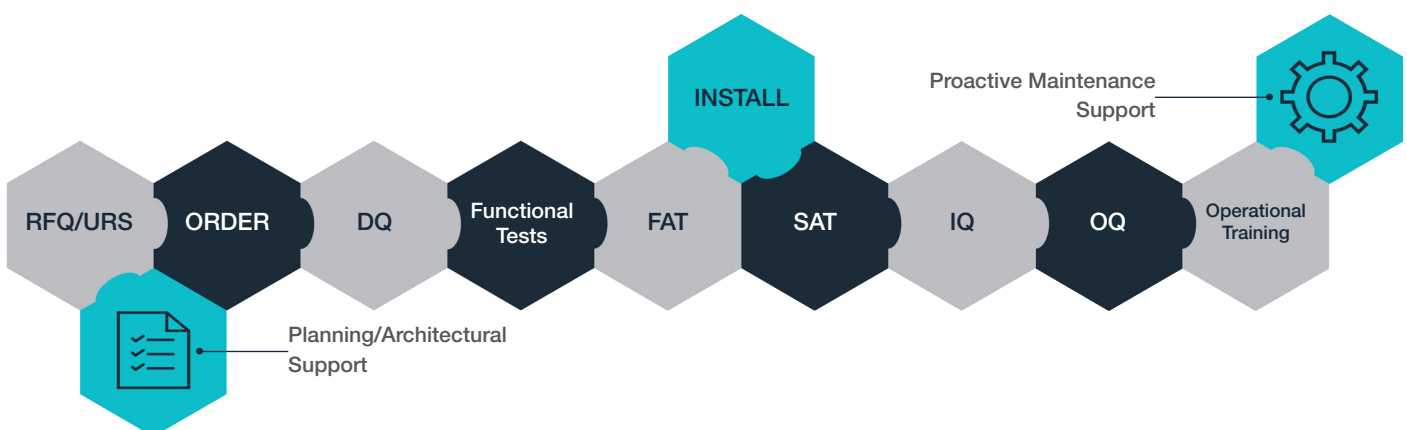 INSTALL
Proactive Maintenance
Support
RFQ/URS
ORDER
DQ
Functional
Tests
FAT
SAT
IQ
OQ
Operational
Training
Planning/Architectural
Support